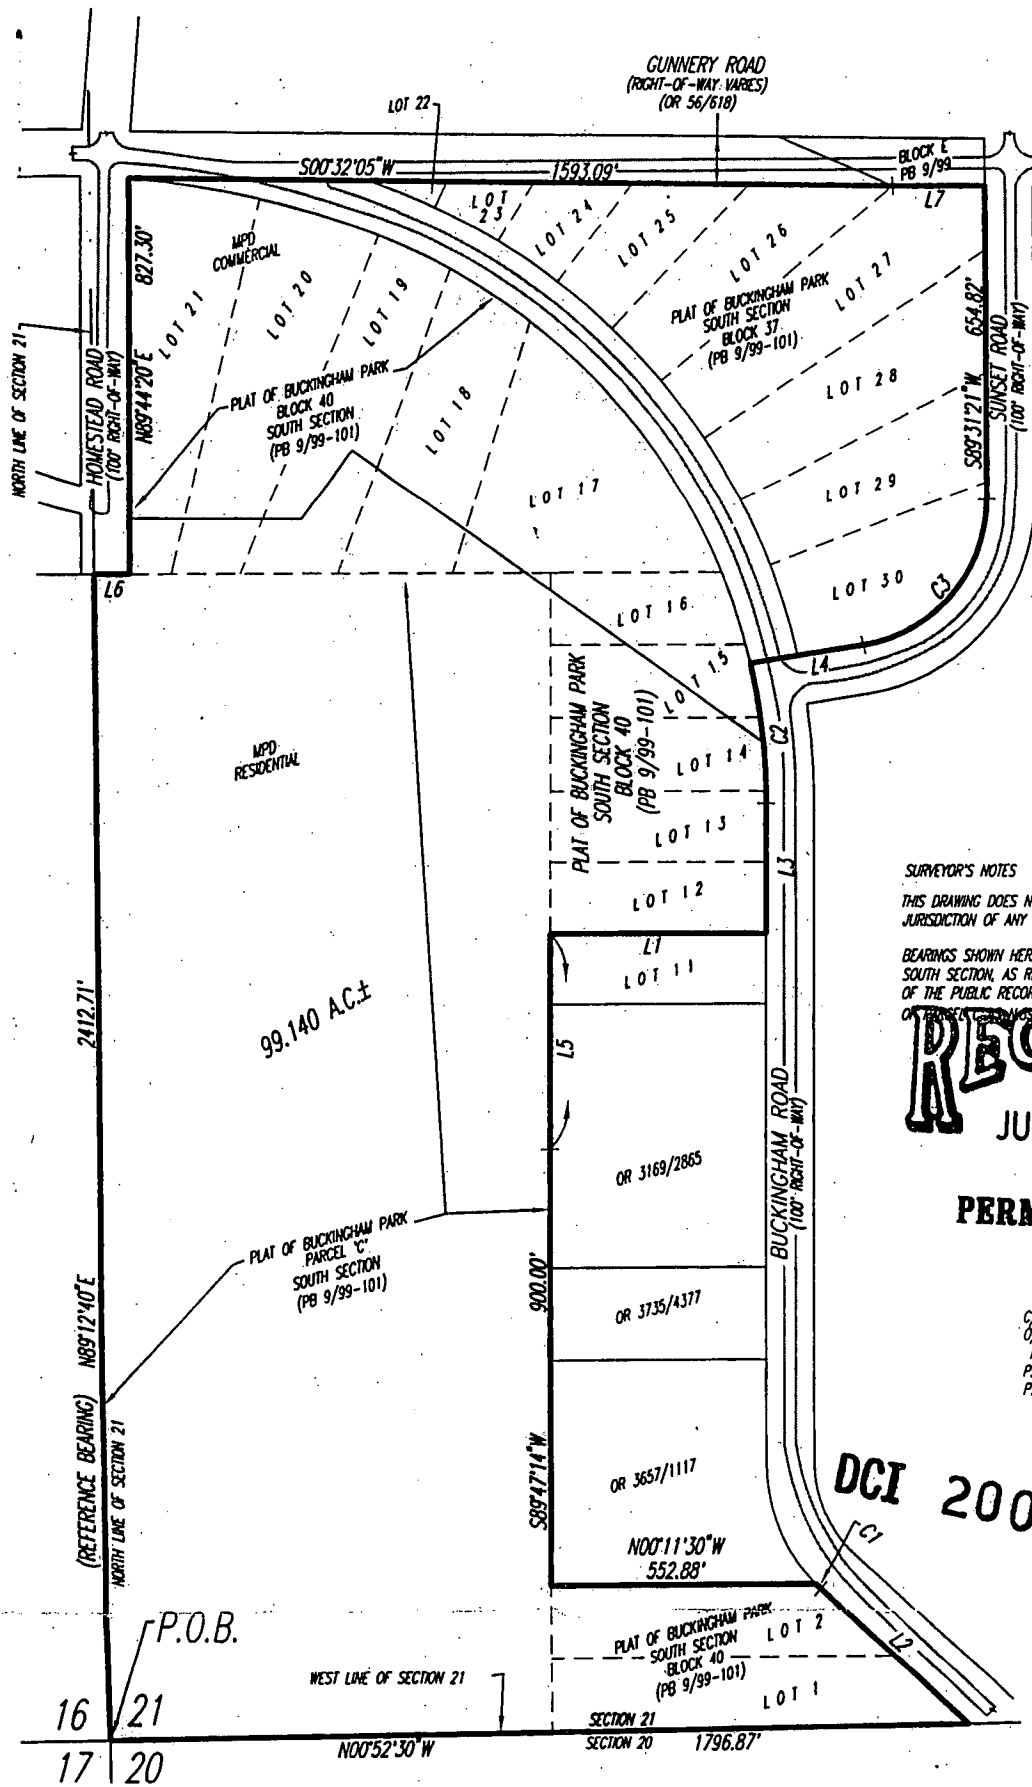 GUNNERY ROAD
(RIGHT-OF-WAY VARIES)
(OR 56/618)
LOT 22
BLOCK E
PB 9/99
S00°32'05"W
1593.09'
L7
LOT
23
LOT 24
LOT 25
LOT 26
LOT 27
MPD
COMMERCIAL
827.30'
N89°44'20"E
LOT 21
LOT 20
LOT 19
LOT 18
PLAT OF BUCKINGHAM PARK
SOUTH SECTION
BLOCK 37
(PB 9/99-101)
654.82'
S89°31'21"W
SUNSET ROAD
(100' RIGHT-OF-WAY)
NORTH LINE OF SECTION 21
HOMESTEAD ROAD
(100' RIGHT-OF-WAY)
PLAT OF BUCKINGHAM PARK
BLOCK 40
SOUTH SECTION
(PB 9/99-101)
LOT 28
LOT 29
LOT 17
LOT 30
C3
L6
LOT 16
LOT 15
L4
PLAT OF BUCKINGHAM PARK
SOUTH SECTION
BLOCK 40
(PB 9/99-101)
C2
MPD
RESIDENTIAL
LOT 14
LOT 13
L3
LOT 12
SURVEYOR'S NOTES
THIS DRAWING DOES N
JURISDICTION OF ANY
L1
LOT 11
BEARINGS SHOWN HER
SOUTH SECTION, AS R
OF THE PUBLIC RECOR
2412.71'
99.140 A.C.±
L5
REC
JU
BUCKINGHAM ROAD
(100' RIGHT-OF-WAY)
OR 3169/2865
PERM
PLAT OF BUCKINGHAM PARK
PARCEL "C"
SOUTH SECTION
(PB 9/99-101)
900.00'
OR 3735/4377
N89°12'40"E
(REFERENCE BEARING)
NORTH LINE OF SECTION 21
S89°47'14"W
OR 3657/1117
DCI 200
C1
N00°11'30"W
552.88'
P.O.B.
PLAT OF BUCKINGHAM PARK
SOUTH SECTION
BLOCK 40
(PB 9/99-101)
LOT 2
L2
WEST LINE OF SECTION 21
LOT 1
16 21
SECTION 21
N00°52'30"W
SECTION 20
1796.87'
17 20